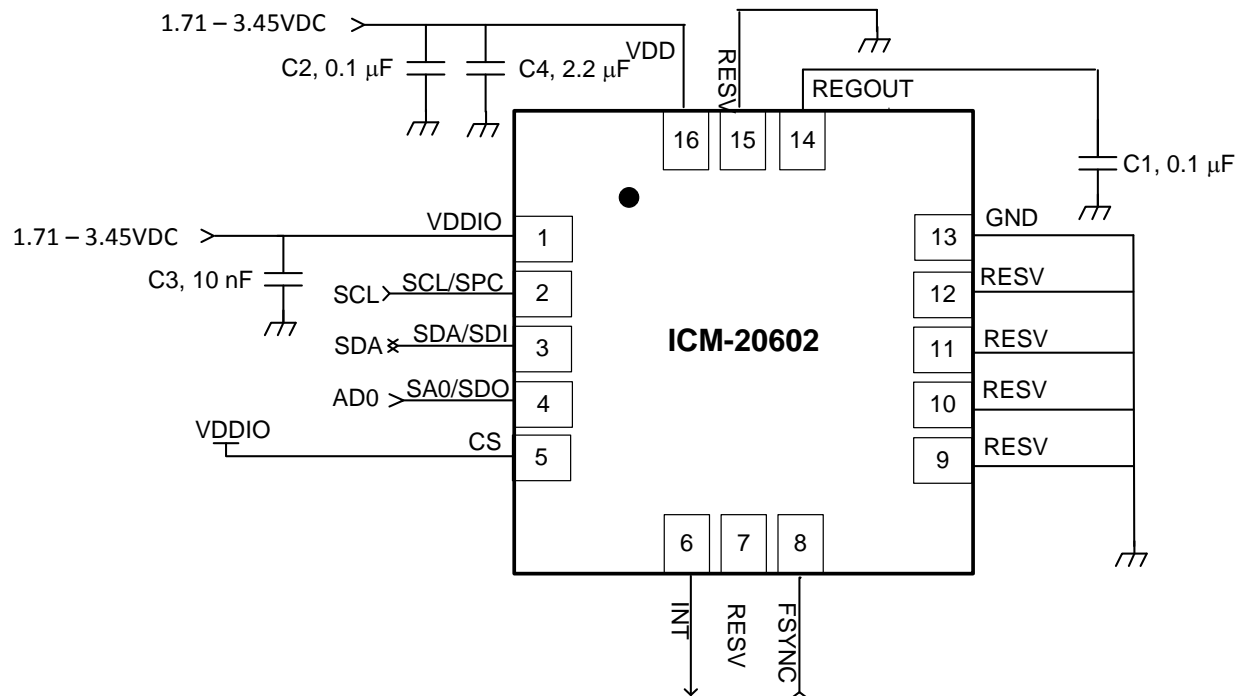 1.71 – 3.45VDC
C2, 0.1 μF
C4, 2.2 μF
VDD
RESV
REGOUT
C1, 0.1 μF
16
15
14
1.71 – 3.45VDC
VDDIO
C3, 10 nF
1
SCL
SCL/SPC
2
SDA
SDA/SDI
3
AD0
SA0/SDO
4
VDDIO
CS
5
ICM-20602
13
GND
12
RESV
11
RESV
10
RESV
9
RESV
6
7
8
INT
RESV
FSYNC